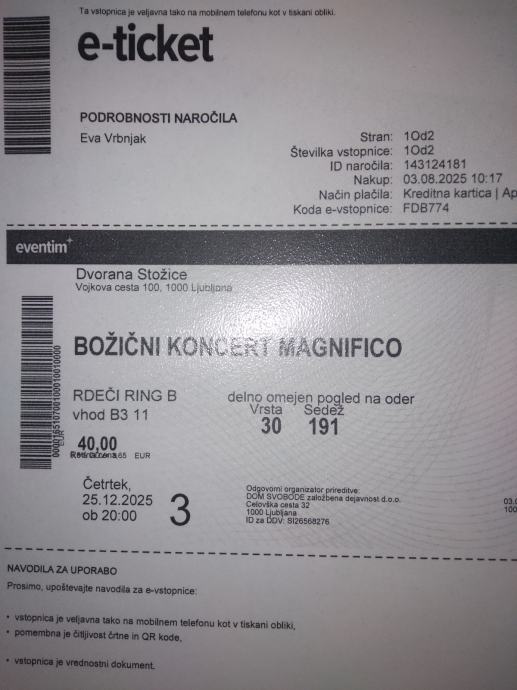 Ta vstopnica je veljavna tako na mobilnem telefonu kot v tiskani obliki.
e-ticket
PODROBNOSTI NAROČILA
Eva Vrbnjak
Stran: 1Od2
Številka vstopnice: 1Od2
ID naročila: 143124181
Nakup: 03.08.2025 10:17
Način plačila: Kreditna kartica | Ap
Koda e-vstopnice: FDB774
eventim+
Dvorana Stožice
Vojkova cesta 100, 1000 Ljubljana
BOŽIČNI KONCERT MAGNIFICO
RDEČI RING B
vhod B3 11
delno omejen pogled na oder
Vrsta Sedež
30 191
EUR
40,00
EUR
Četrtek,
25.12.2025
ob 20:00
3
Odgovorni organizator prireditve:
DOM SVOBODE založbena dejavnost d.o.o.
Celovška cesta 32
1000 Ljubljana
ID za DDV: SI26568276
03.0
100
NAVODILA ZA UPORABO
Prosimo, upoštevajte navodila za e-vstopnice:
• vstopnica je veljavna tako na mobilnem telefonu kot v tiskani obliki,
• pomembna je čitljivost črtne in QR kode,
• vstopnica je vrednostni dokument.